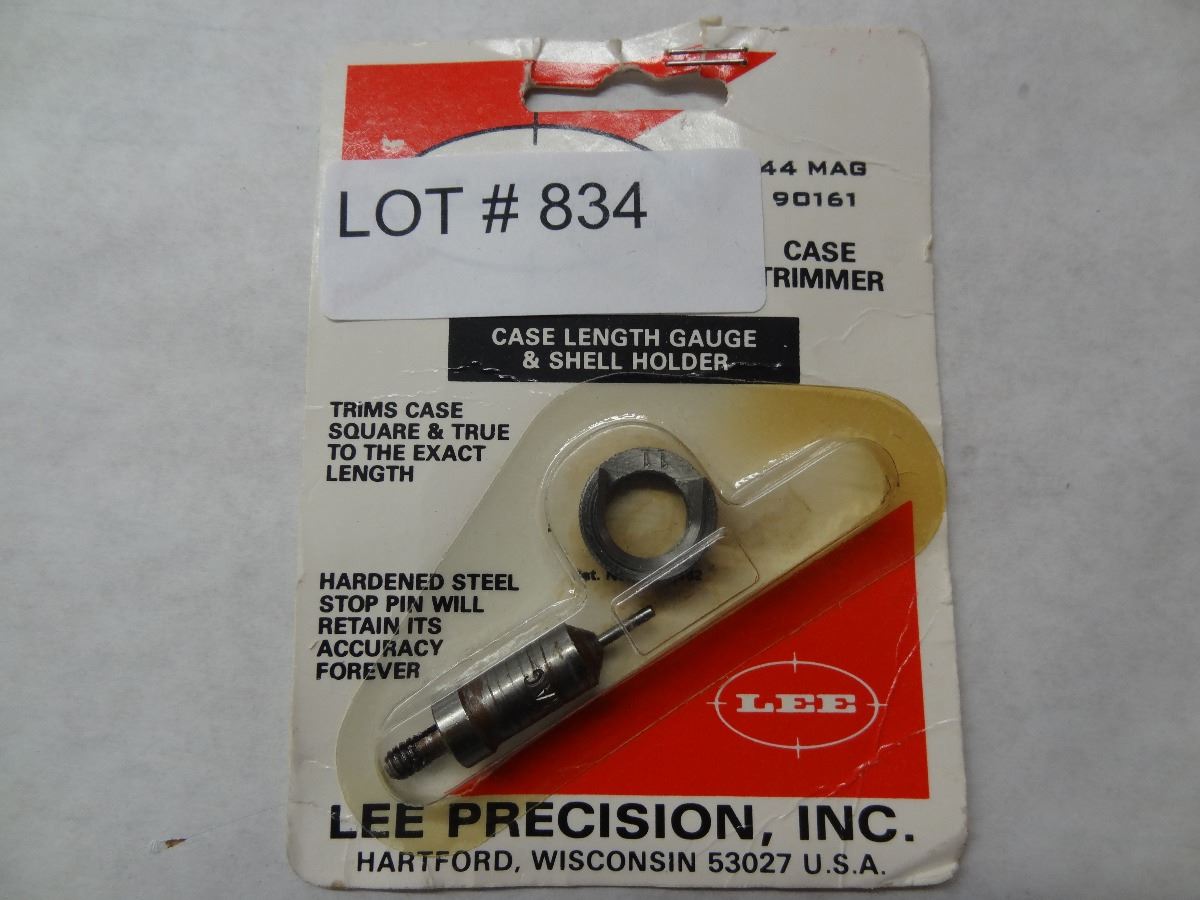 LOT # 834
44 MAG
90161
CASE
TRIMMER
CASE LENGTH GAUGE
& SHELL HOLDER
TRIMS CASE
SQUARE & TRUE
TO THE EXACT
LENGTH
11
HARDENED STEEL
STOP PIN WILL
RETAIN ITS
ACCURACY
FOREVER
LEE
LEE PRECISION, INC.
HARTFORD, WISCONSIN 53027 U.S.A.